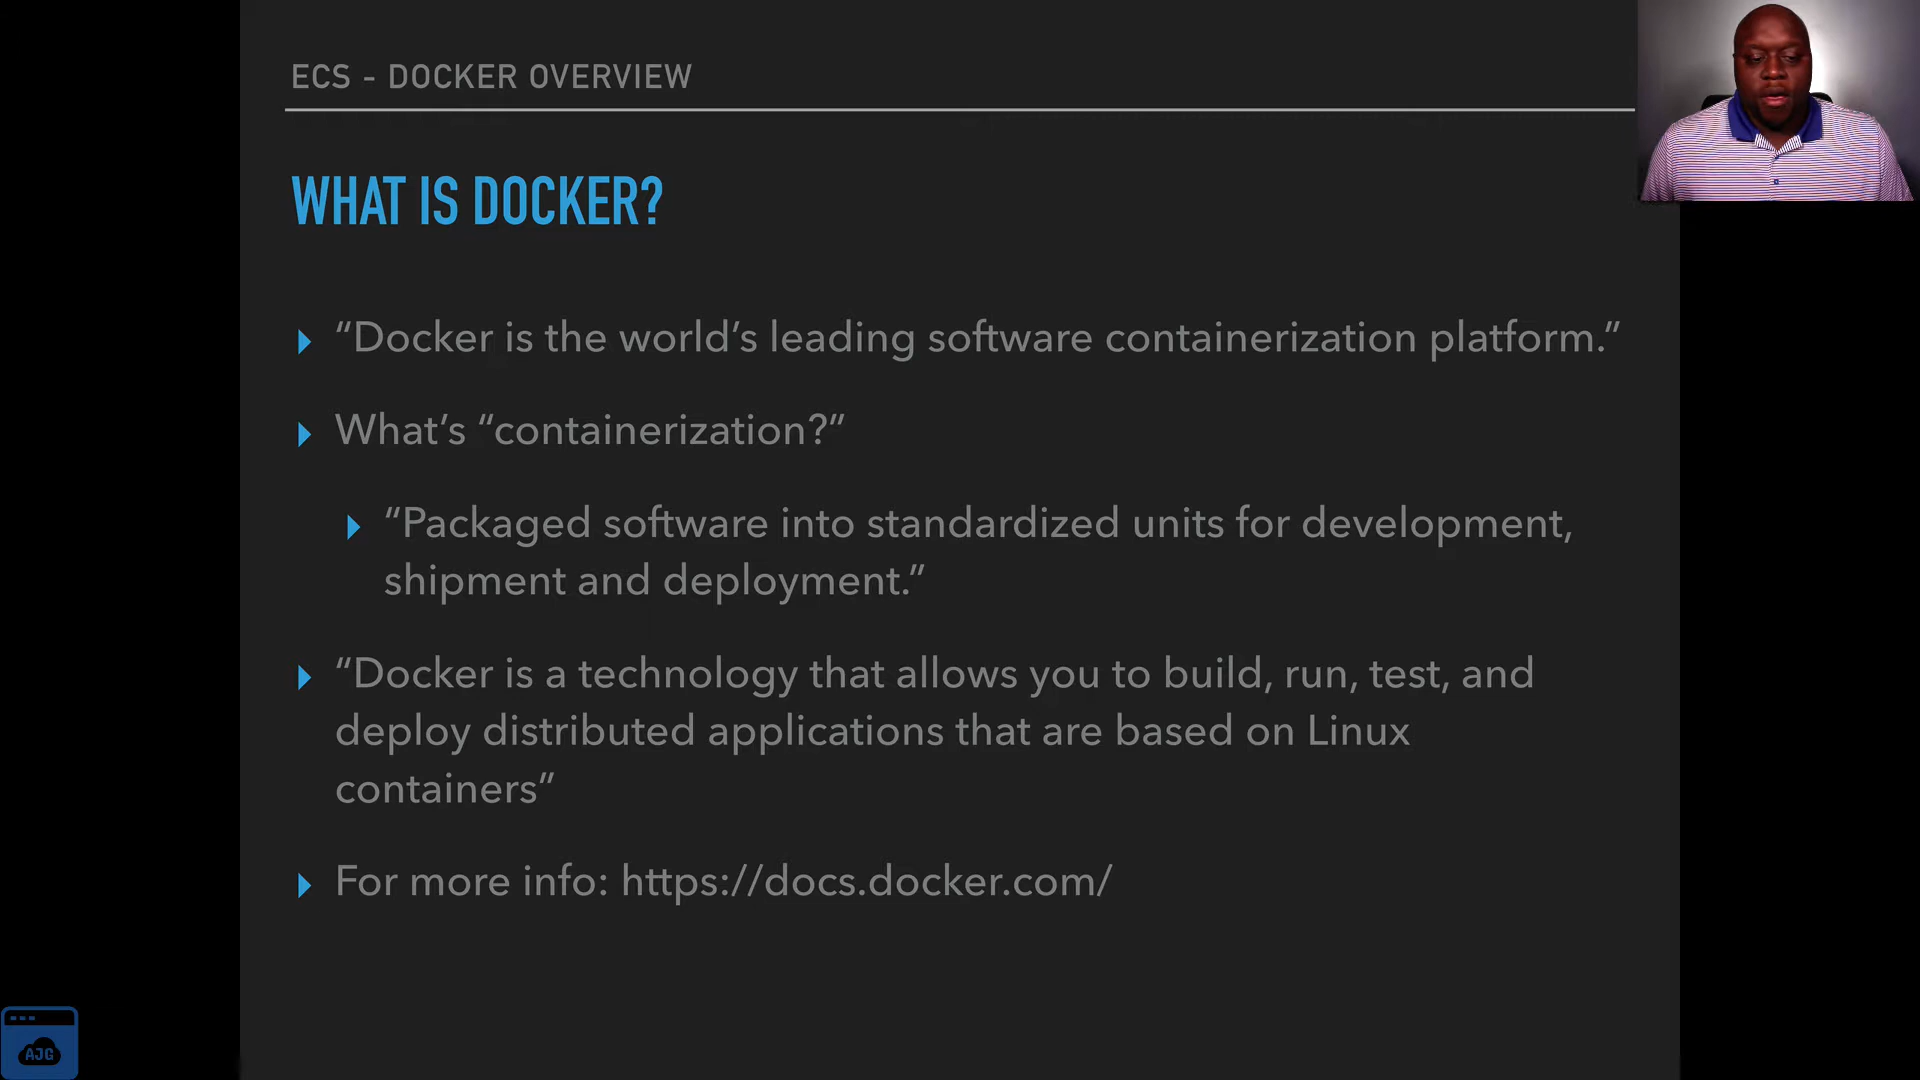 ECS - DOCKER OVERVIEW
WHAT IS DOCKER?
“Docker is the world’s leading software containerization platform.”
What’s “containerization?”
“Packaged software into standardized units for development,
shipment and deployment.”
“Docker is a technology that allows you to build, run, test, and
deploy distributed applications that are based on Linux
containers”
For more info: https://docs.docker.com/
AJG